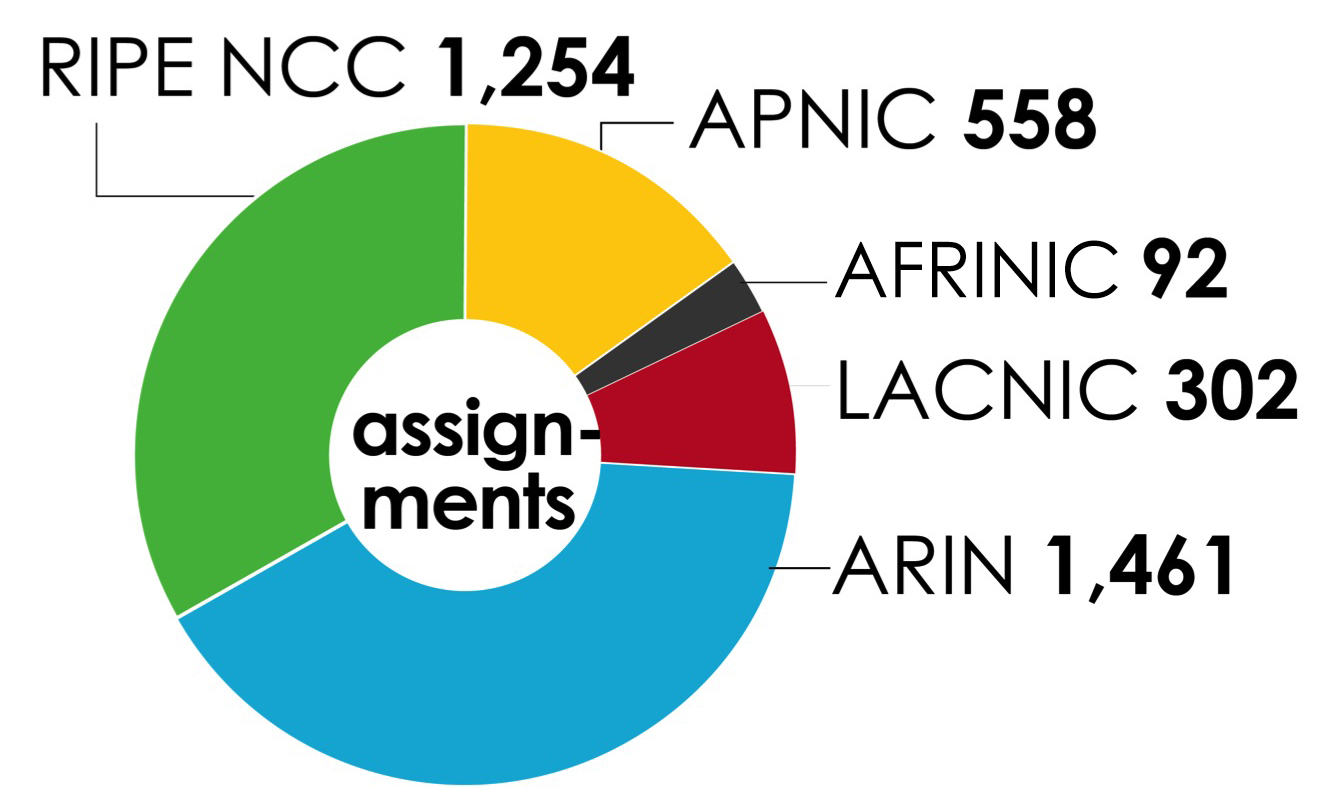 RIPE NCC 1,254
APNIC 558
AFRINIC 92
LACNIC 302
assign-
ments
ARIN 1,461